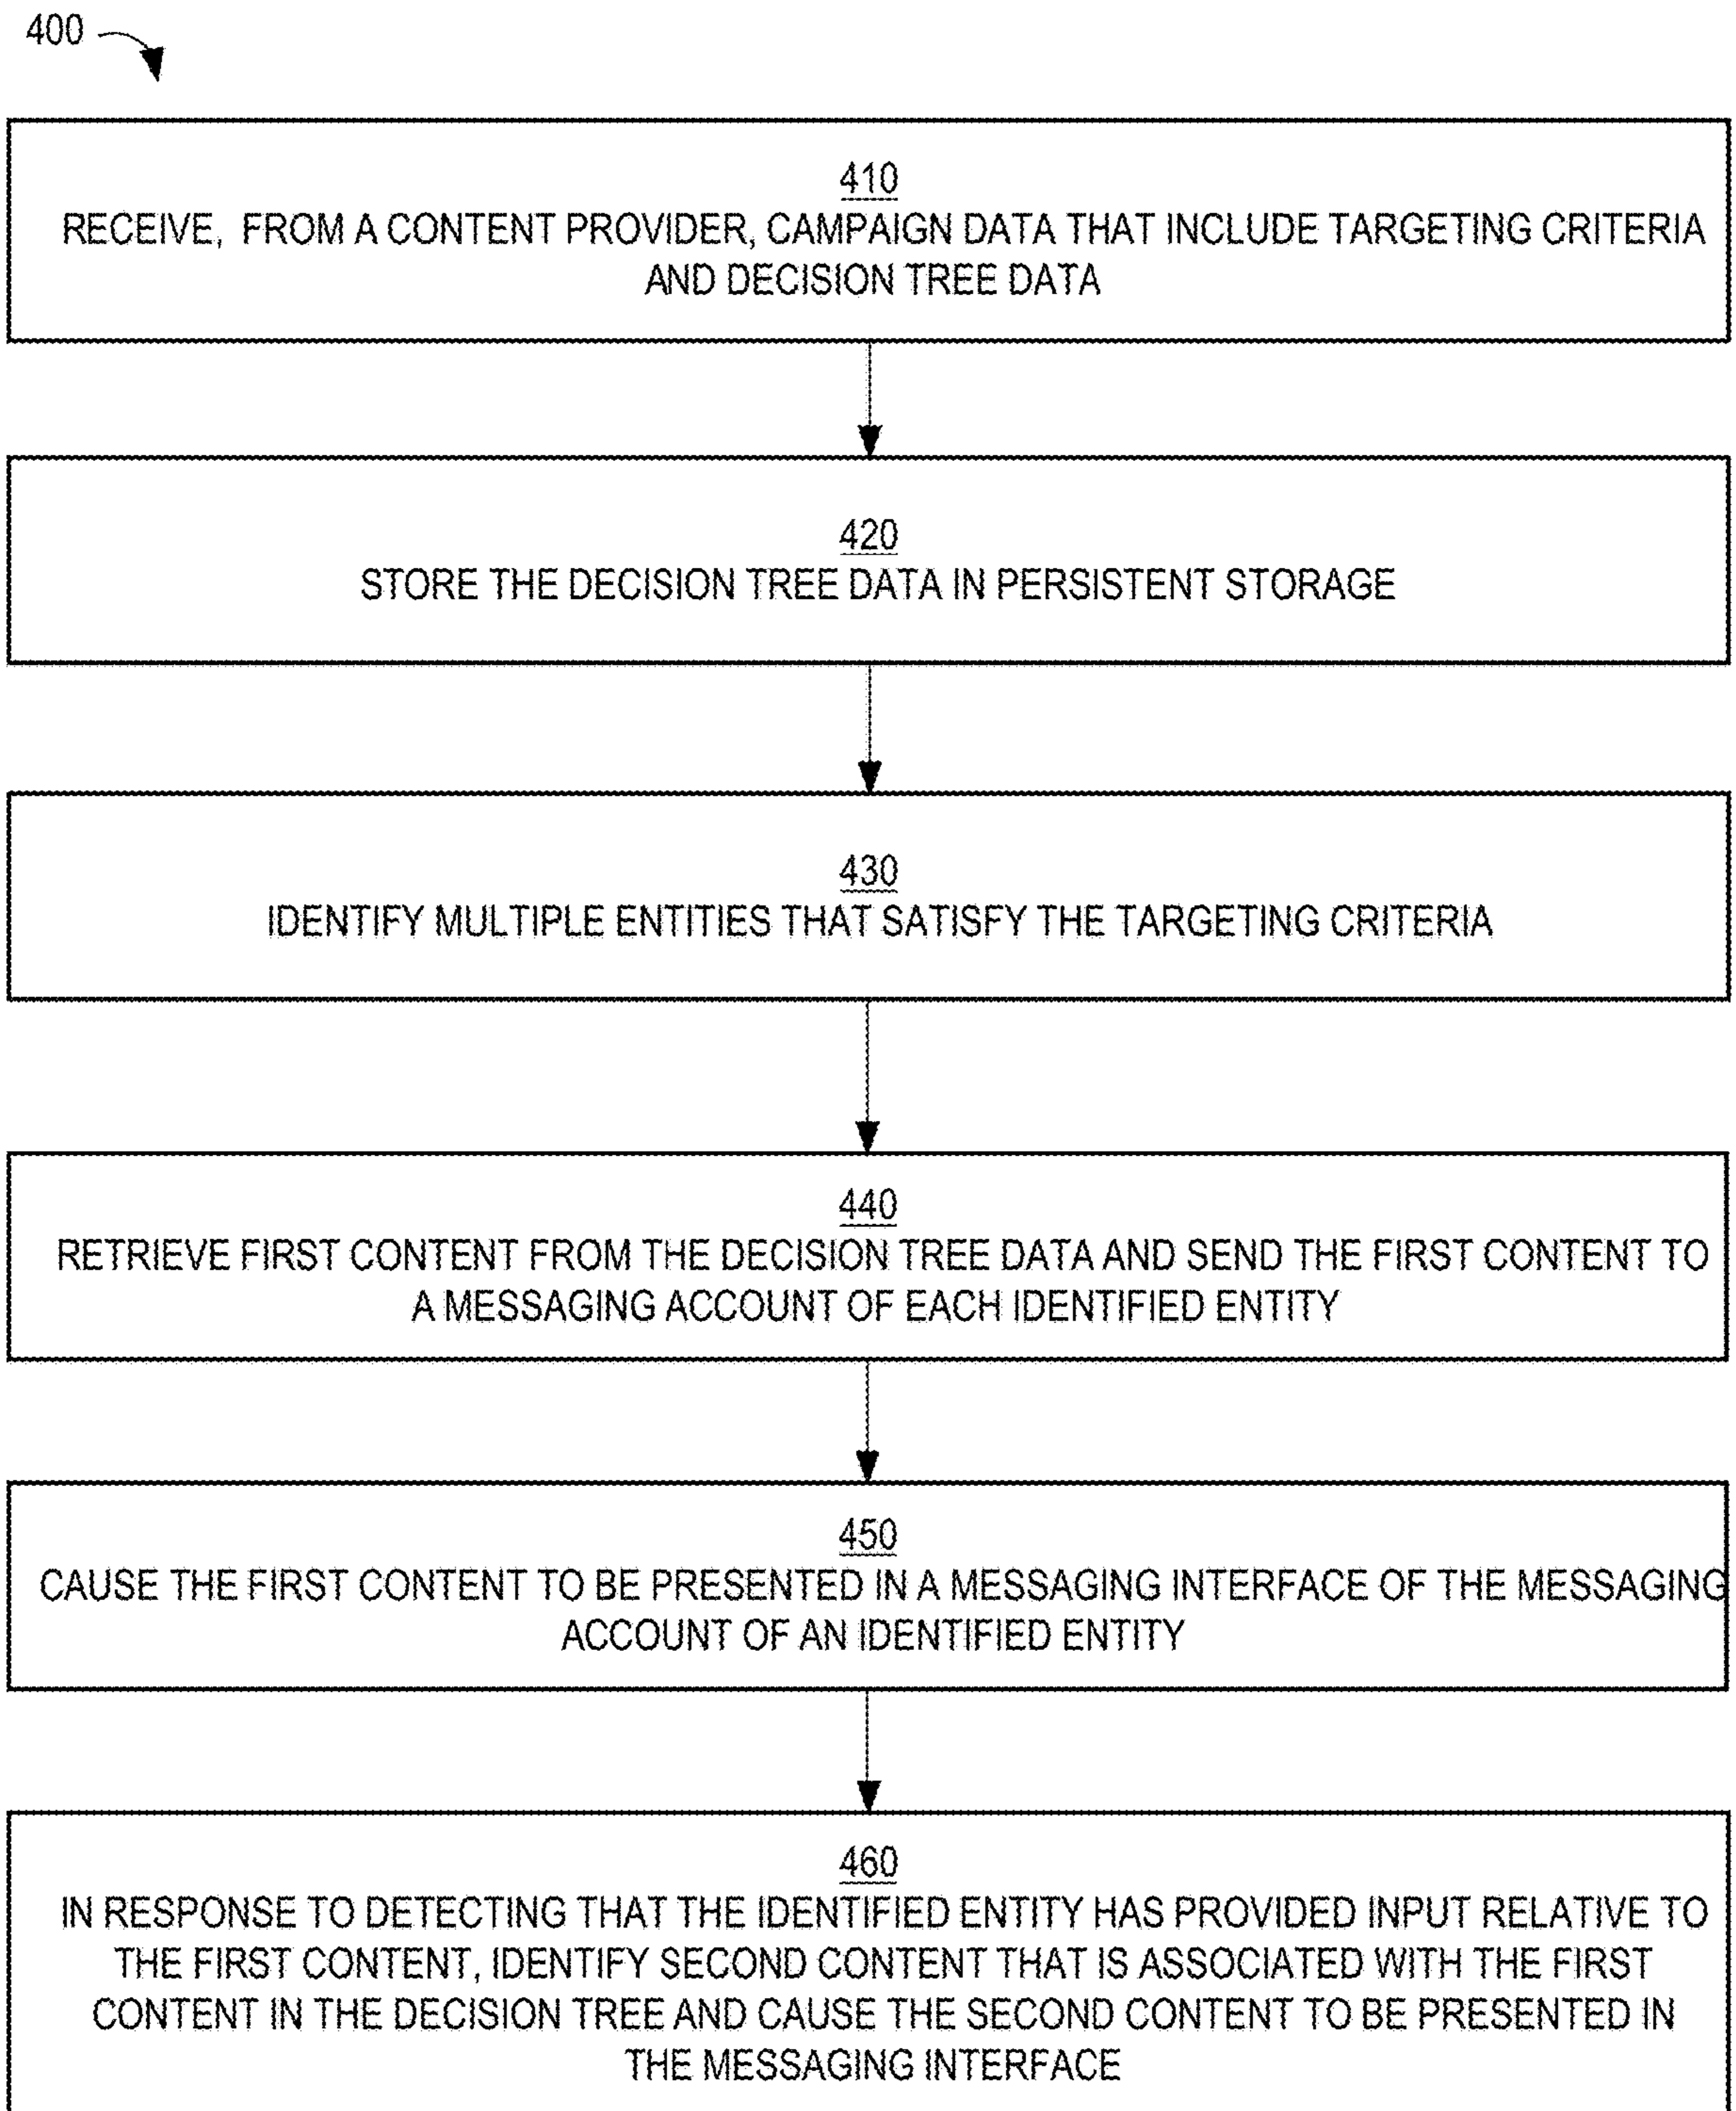 400
410
RECEIVE, FROM A CONTENT PROVIDER, CAMPAIGN DATA THAT INCLUDE TARGETING CRITERIA
AND DECISION TREE DATA
420
STORE THE DECISION TREE DATA IN PERSISTENT STORAGE
430
IDENTIFY MULTIPLE ENTITIES THAT SATISFY THE TARGETING CRITERIA
440
RETRIEVE FIRST CONTENT FROM THE DECISION TREE DATA AND SEND THE FIRST CONTENT TO
A MESSAGING ACCOUNT OF EACH IDENTIFIED ENTITY
450
CAUSE THE FIRST CONTENT TO BE PRESENTED IN A MESSAGING INTERFACE OF THE MESSAGING
ACCOUNT OF AN IDENTIFIED ENTITY
460
IN RESPONSE TO DETECTING THAT THE IDENTIFIED ENTITY HAS PROVIDED INPUT RELATIVE TO
THE FIRST CONTENT, IDENTIFY SECOND CONTENT THAT IS ASSOCIATED WITH THE FIRST
CONTENT IN THE DECISION TREE AND CAUSE THE SECOND CONTENT TO BE PRESENTED IN
THE MESSAGING INTERFACE